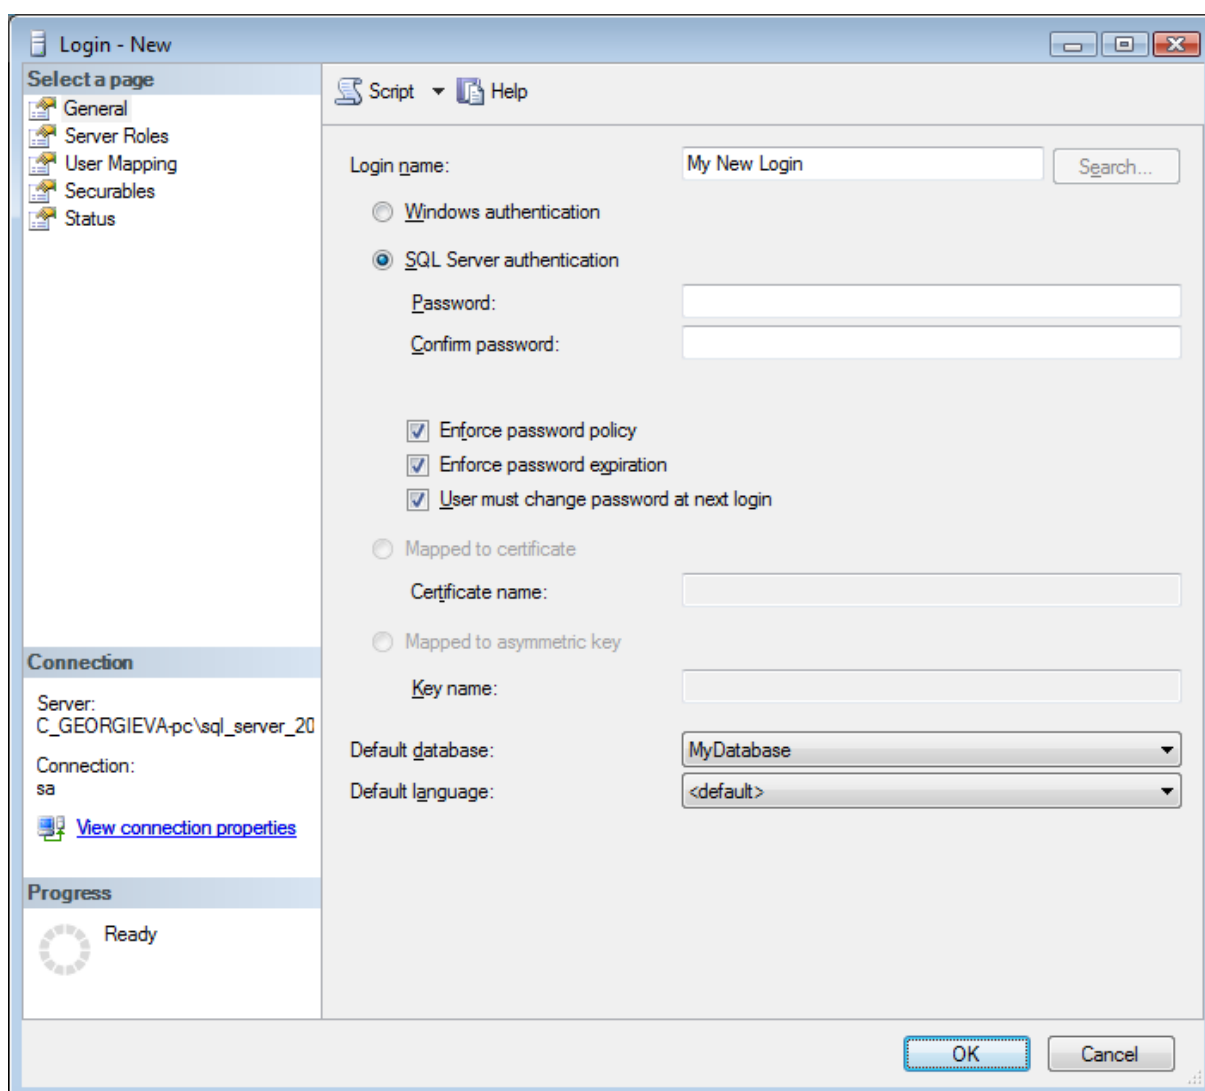 Login - New
Select a page
General
Server Roles
User Mapping
Securables
Status
Connection
Server:
C_GEORGIEVA-pc\sql_server_20
Connection:
sa
View connection properties
Progress
Ready
Script
Help
Login name:
My New Login
Search...
Windows authentication
SQL Server authentication
Password:
Confirm password:
Enforce password policy
Enforce password expiration
User must change password at next login
Mapped to certificate
Certificate name:
Mapped to asymmetric key
Key name:
Default database:
MyDatabase
Default language:
<default>
OK
Cancel